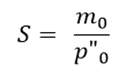 S = m₀ / p"₀